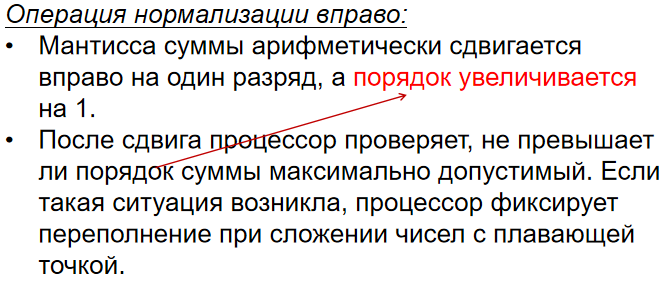 Операция нормализации вправо:
• Мантисса суммы арифметически сдвигается
вправо на один разряд, а порядок увеличивается
на 1.
• После сдвига процессор проверяет, не превышает
ли порядок суммы максимально допустимый. Если
такая ситуация возникла, процессор фиксирует
переполнение при сложении чисел с плавающей
точкой.